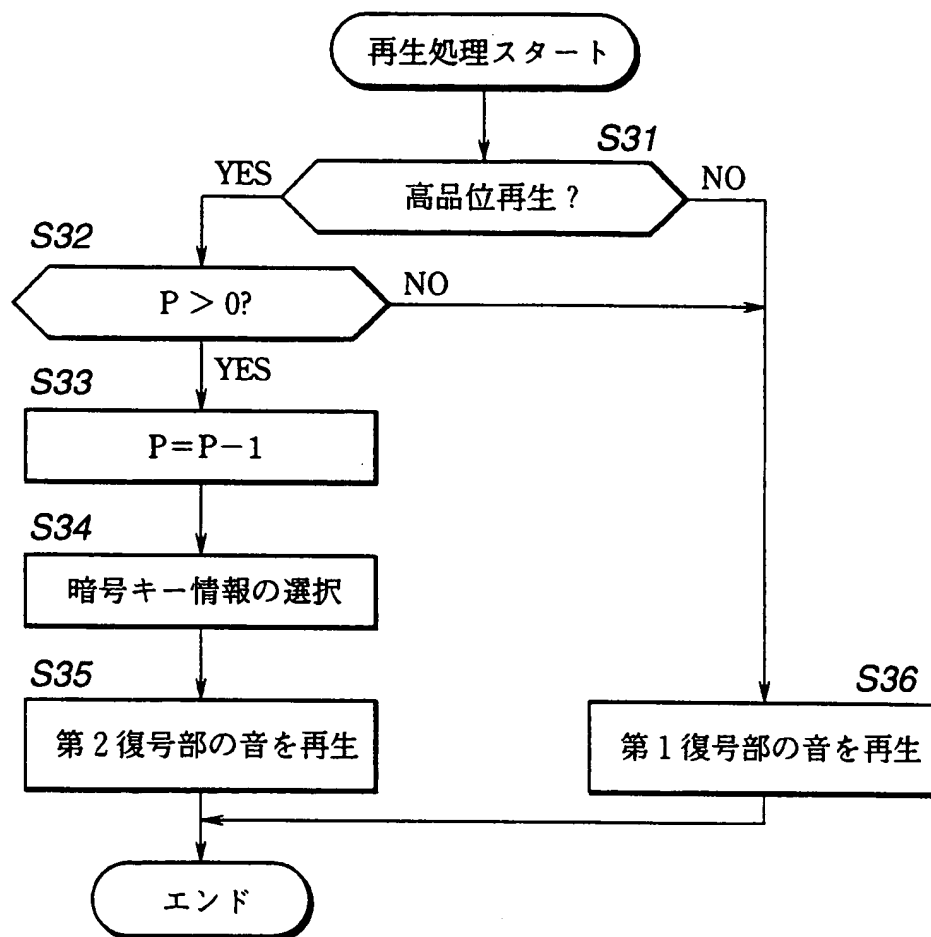 再生処理スタート
S31
YES
高品位再生？
NO
S32
P > 0?
NO
YES
S33
P=P−1
S34
暗号キー情報の選択
S35
第2復号部の音を再生
S36
第1復号部の音を再生
エンド